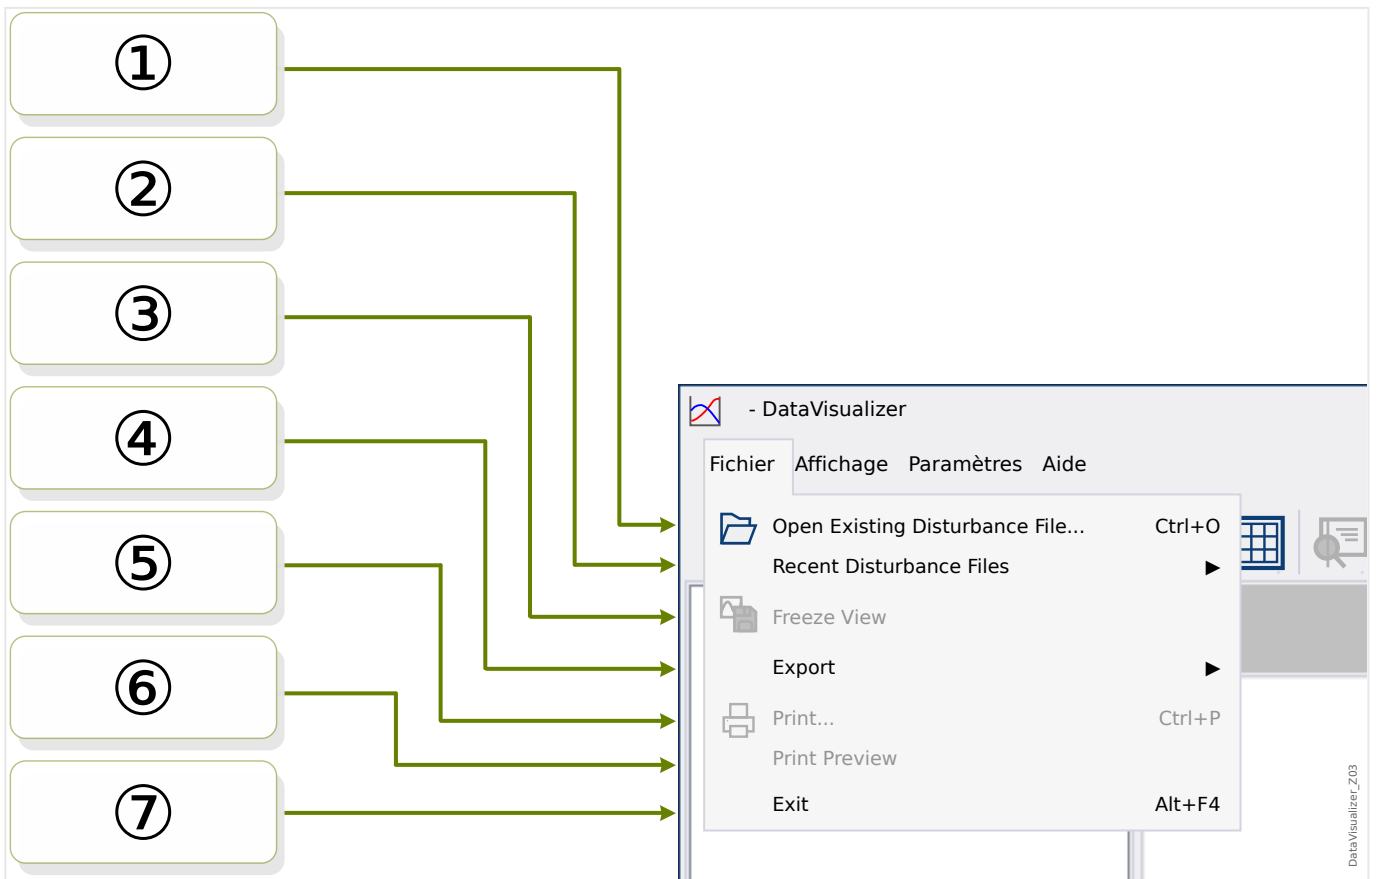 ①
②
③
④
⑤
⑥
⑦
- DataVisualizer
Fichier Affichage Paramètres Aide
Open Existing Disturbance File... Ctrl+O
Recent Disturbance Files ▶
Freeze View
Export ▶
Print... Ctrl+P
Print Preview
Exit Alt+F4
DataVisualizer_Z03